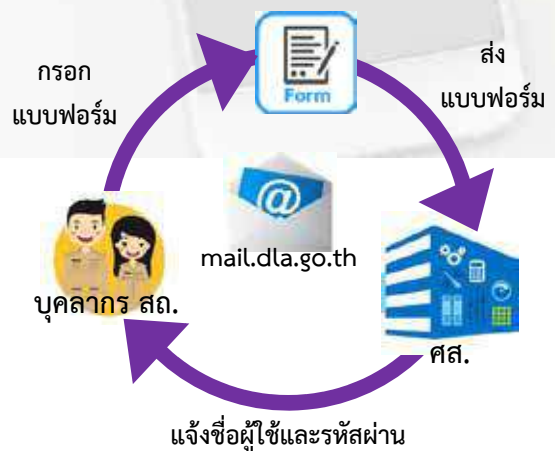 กรอก
แบบฟอร์ม
Form
ส่ง
แบบฟอร์ม
@
mail.dla.go.th
บุคลากร สถ.
ศส.
แจ้งชื่อผู้ใช้และรหัสผ่าน